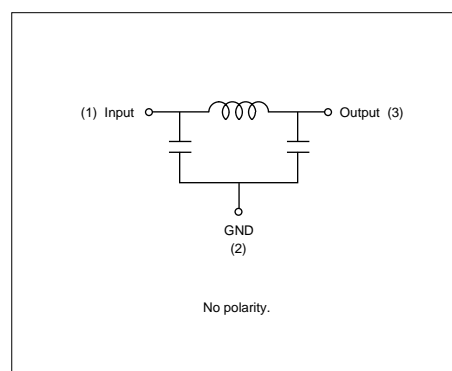 (1) Input
Output (3)
GND
(2)
No polarity.